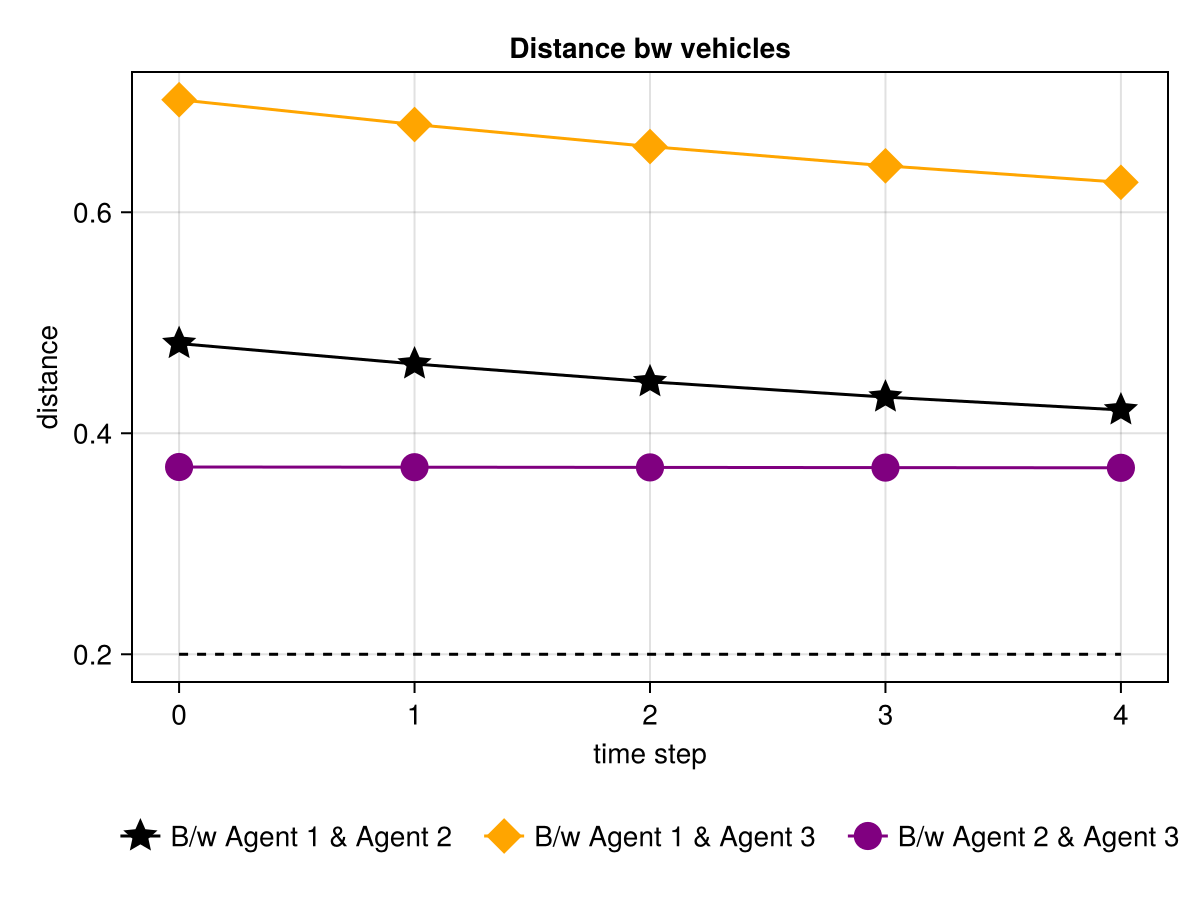 Distance bw vehicles
0.6
0.4
0.2
distance
0 1 2 3 4
time step
B/w Agent 1 & Agent 2 B/w Agent 1 & Agent 3 B/w Agent 2 & Agent 3